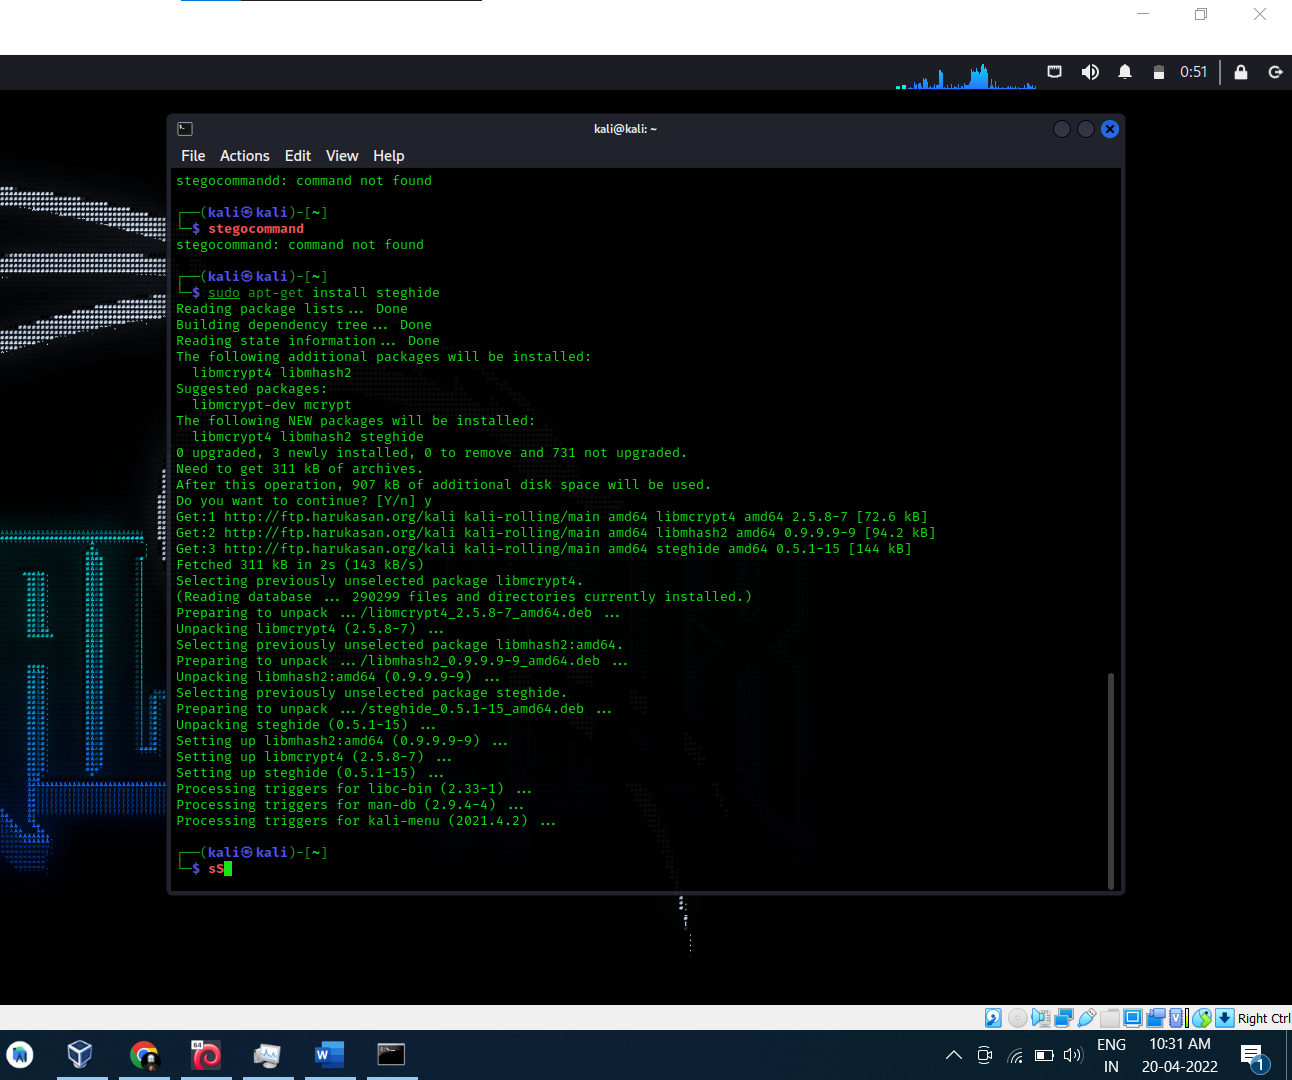 0:51
kali@kali: ~
File Actions Edit View Help
stegocommandd: command not found
┌──(kali㉿kali)-[~]
└─$ stegocommand
stegocommand: command not found
┌──(kali㉿kali)-[~]
└─$ sudo apt-get install steghide
Reading package lists... Done
Building dependency tree... Done
Reading state information... Done
The following additional packages will be installed:
libmcrypt4 libmhash2
Suggested packages:
libmcrypt-dev mcrypt
The following NEW packages will be installed:
libmcrypt4 libmhash2 steghide
0 upgraded, 3 newly installed, 0 to remove and 731 not upgraded.
Need to get 311 kB of archives.
After this operation, 907 kB of additional disk space will be used.
Do you want to continue? [Y/n] y
Get:1 http://ftp.harukasan.org/kali kali-rolling/main amd64 libmcrypt4 amd64 2.5.8-7 [72.6 kB]
Get:2 http://ftp.harukasan.org/kali kali-rolling/main amd64 libmhash2 amd64 0.9.9.9-9 [94.2 kB]
Get:3 http://ftp.harukasan.org/kali kali-rolling/main amd64 steghide amd64 0.5.1-15 [144 kB]
Fetched 311 kB in 2s (143 kB/s)
Selecting previously unselected package libmcrypt4.
(Reading database ... 290299 files and directories currently installed.)
Preparing to unpack .../libmcrypt4_2.5.8-7_amd64.deb ...
Unpacking libmcrypt4 (2.5.8-7) ...
Selecting previously unselected package libmhash2:amd64.
Preparing to unpack .../libmhash2_0.9.9.9-9_amd64.deb ...
Unpacking libmhash2:amd64 (0.9.9.9-9) ...
Selecting previously unselected package steghide.
Preparing to unpack .../steghide_0.5.1-15_amd64.deb ...
Unpacking steghide (0.5.1-15) ...
Setting up libmhash2:amd64 (0.9.9.9-9) ...
Setting up libmcrypt4 (2.5.8-7) ...
Setting up steghide (0.5.1-15) ...
Processing triggers for libc-bin (2.33-1) ...
Processing triggers for man-db (2.9.4-4) ...
Processing triggers for kali-menu (2021.4.2) ...
┌──(kali㉿kali)-[~]
└─$ sS
Right Ctrl
64
W
ENG
IN
10:31 AM
20-04-2022
1